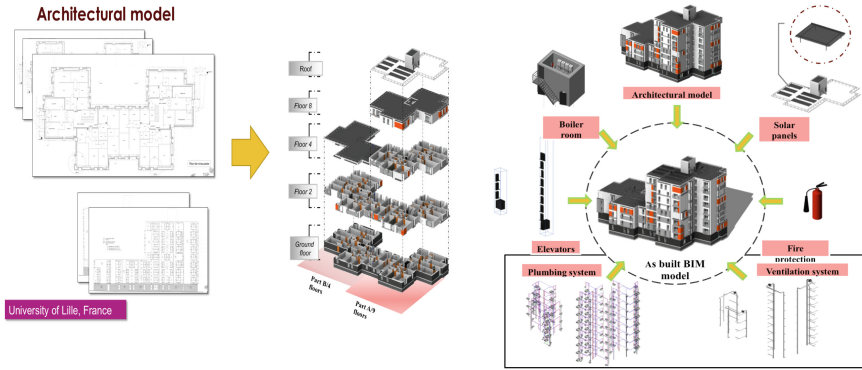 Architectural model
University of Lille, France
Roof
Floor 8
Floor 4
Floor 2
Ground
floor
Part B/4
floors
Part A/9
floors
Architectural model
Boiler
room
Solar
panels
Elevators
As built BIM
model
Fire
protection
Plumbing system
Ventilation system